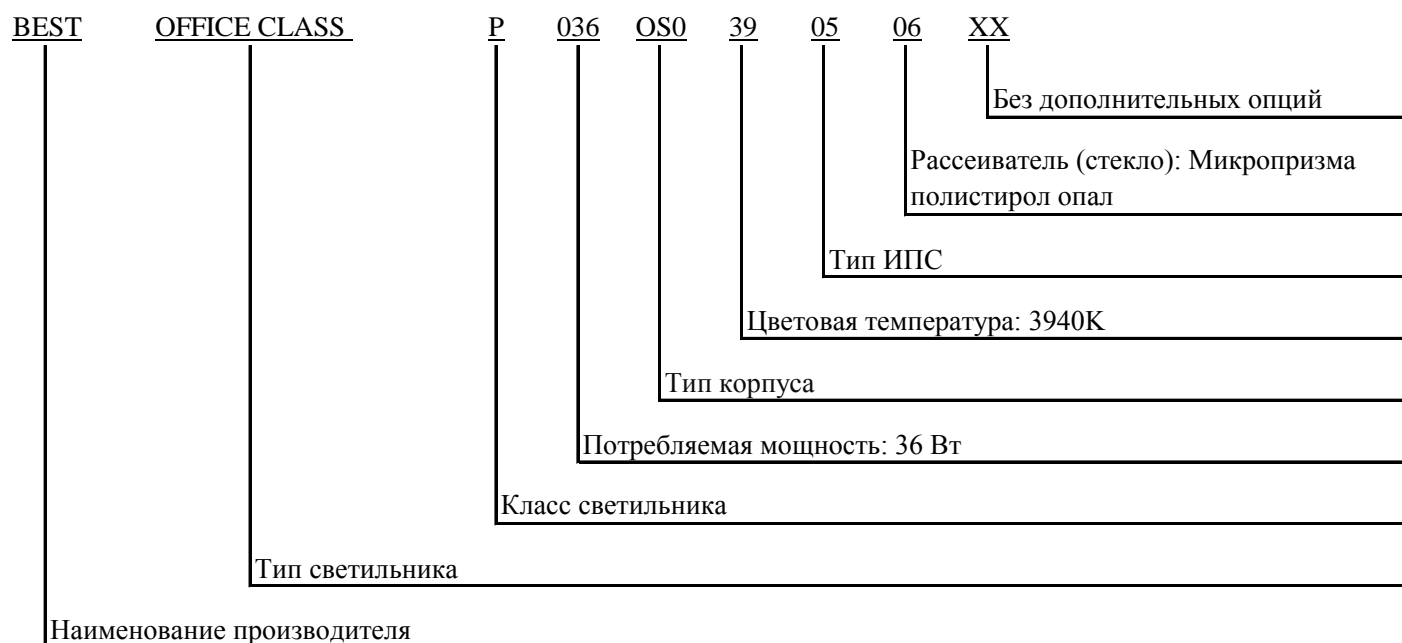 BEST OFFICE CLASS P 036 OS0 39 05 06 XX
Без дополнительных опций
Рассеиватель (стекло): Микропризма
полистирол опал
Тип ИПС
Цветовая температура: 3940К
Тип корпуса
Потребляемая мощность: 36 Вт
Класс светильника
Тип светильника
Наименование производителя